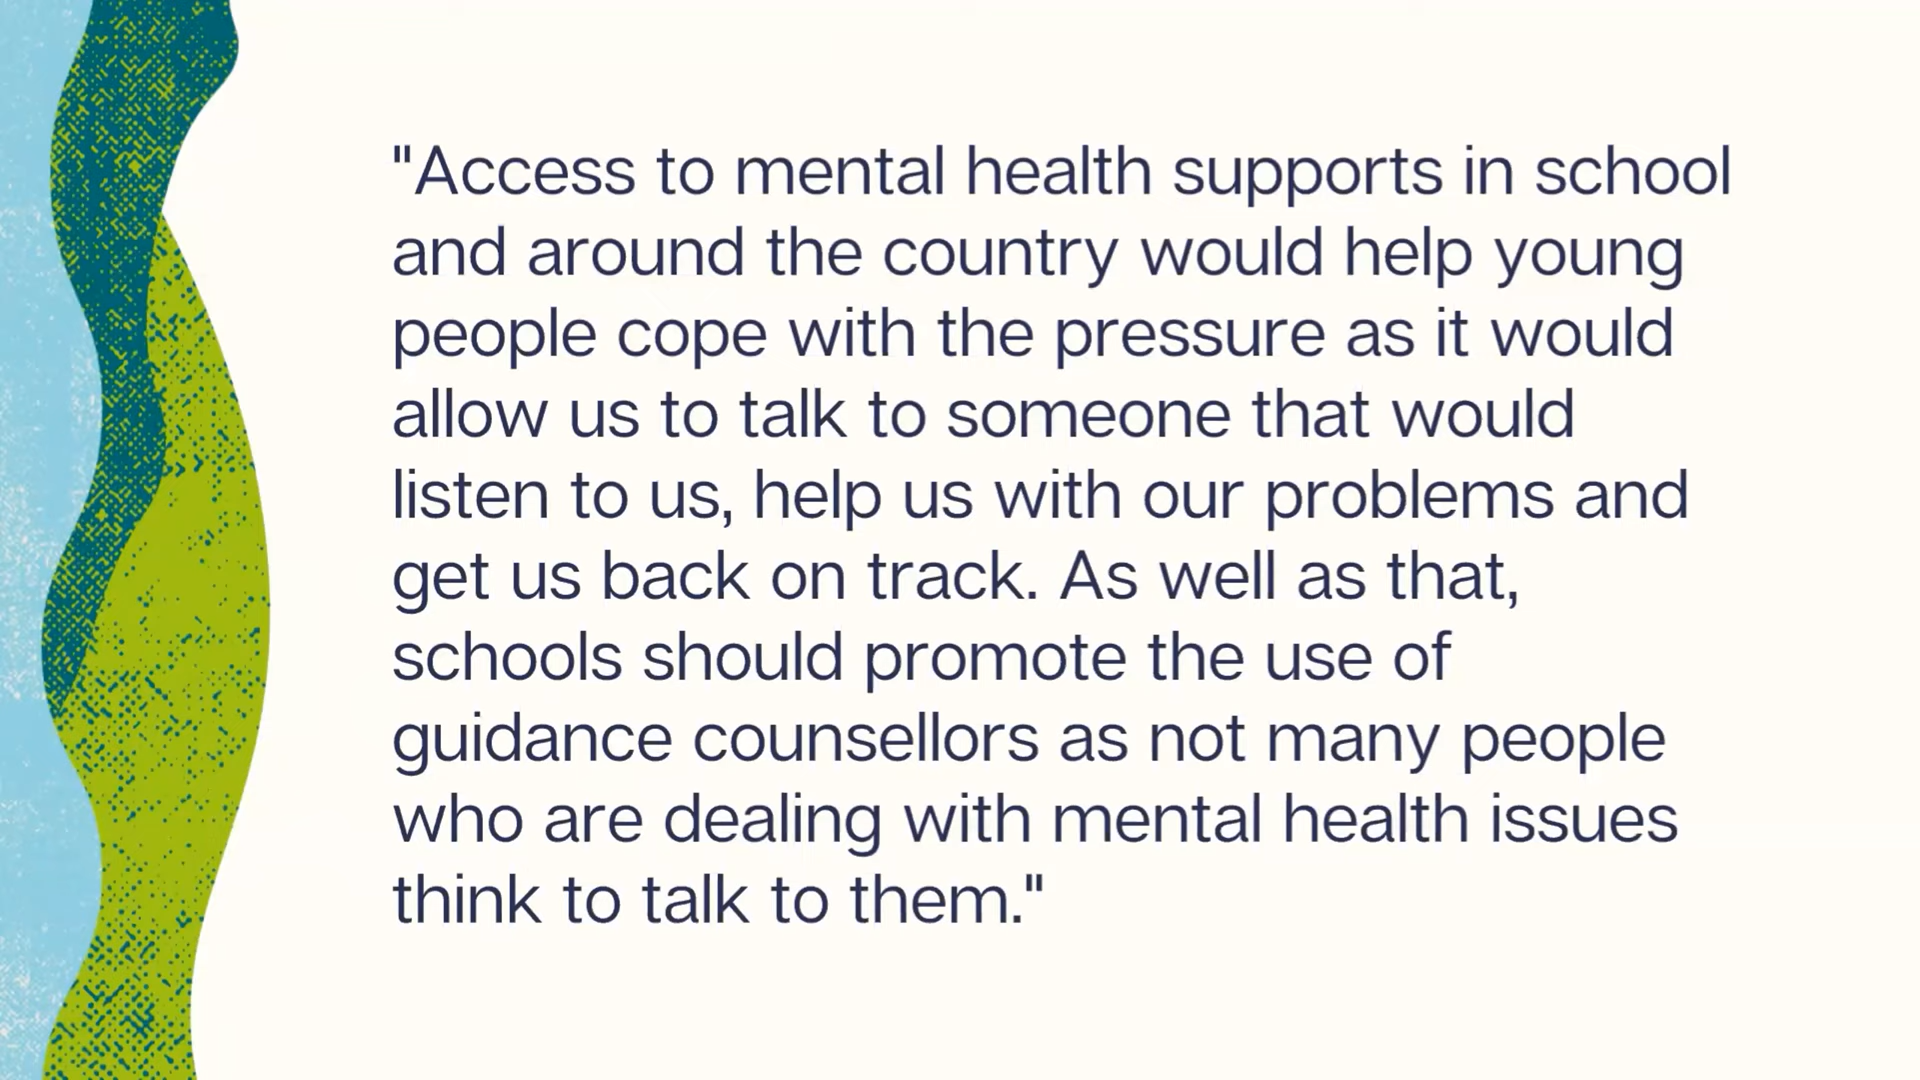 "Access to mental health supports in school
and around the country would help young
people cope with the pressure as it would
allow us to talk to someone that would
listen to us, help us with our problems and
get us back on track. As well as that,
schools should promote the use of
guidance counsellors as not many people
who are dealing with mental health issues
think to talk to them."